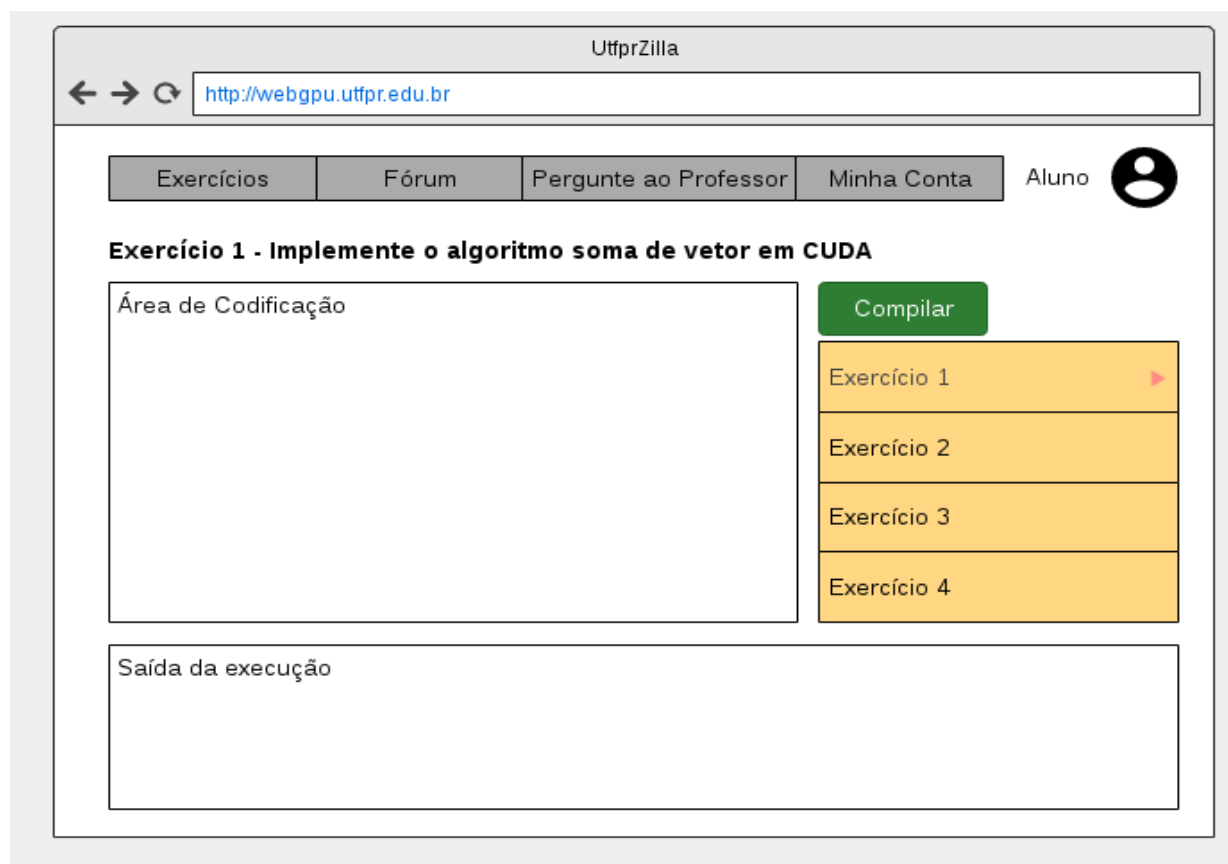 UtfprZilla
http://webgpu.utfpr.edu.br
Exercícios Fórum Pergunte ao Professor Minha Conta Aluno
Exercício 1 - Implemente o algoritmo soma de vetor em CUDA
Área de Codificação
Compilar
Exercício 1
Exercício 2
Exercício 3
Exercício 4
Saída da execução